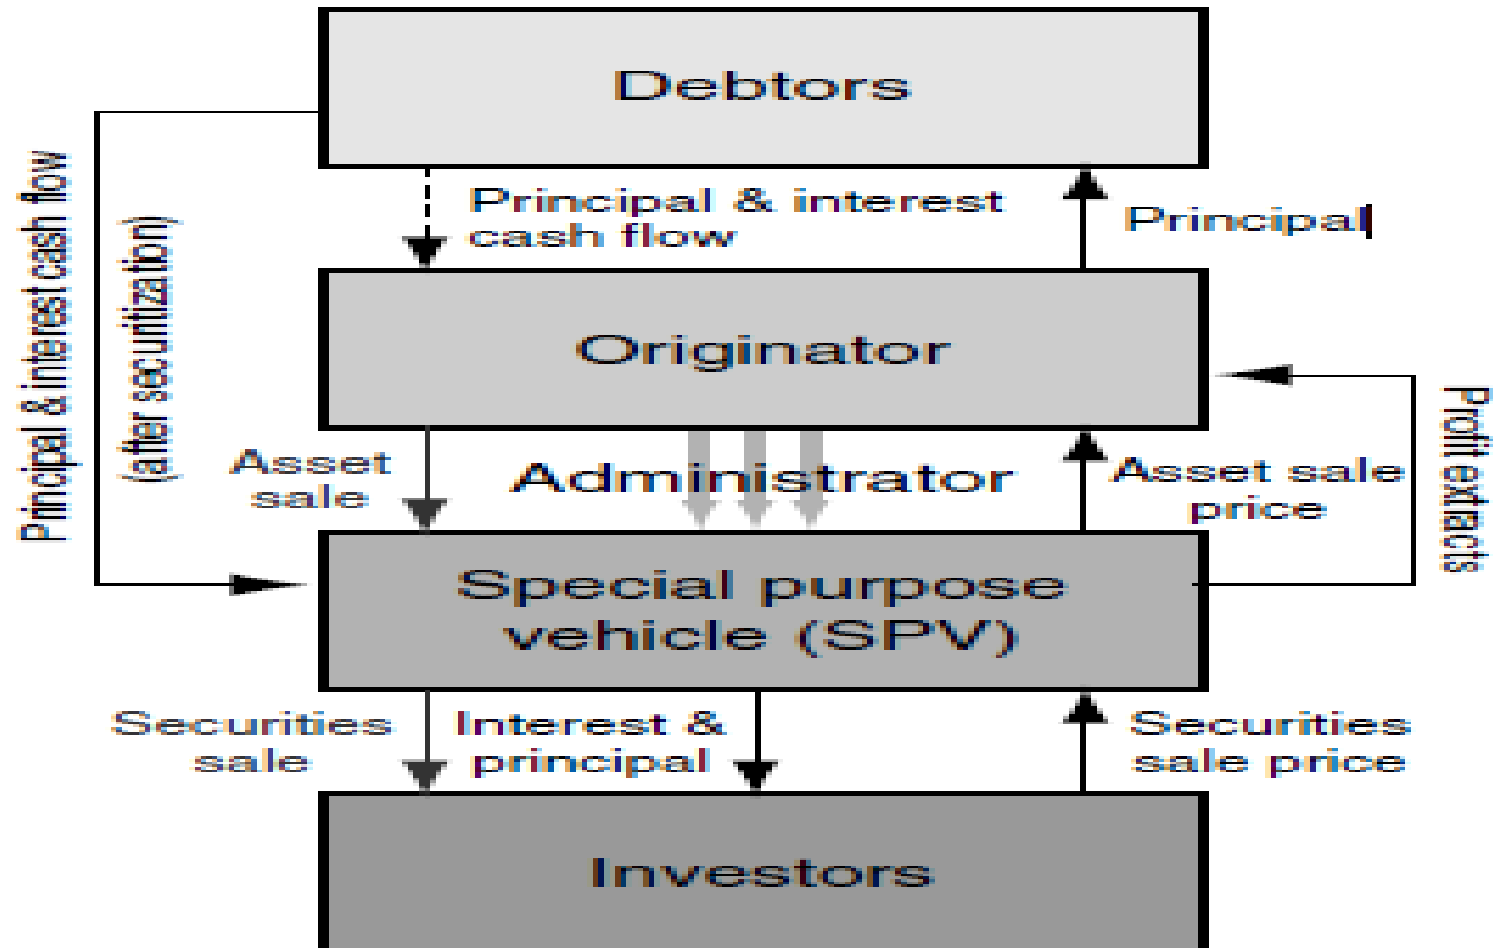 Debtors
Principal & interest
cash flow
Principal
Principal & interest cash flow
(after securitization)
Originator
Asset
sale
Administrator
Asset sale
price
Profit extracts
Special purpose
vehicle (SPV)
Securities
sale
Interest &
principal
Securities
sale price
Investors